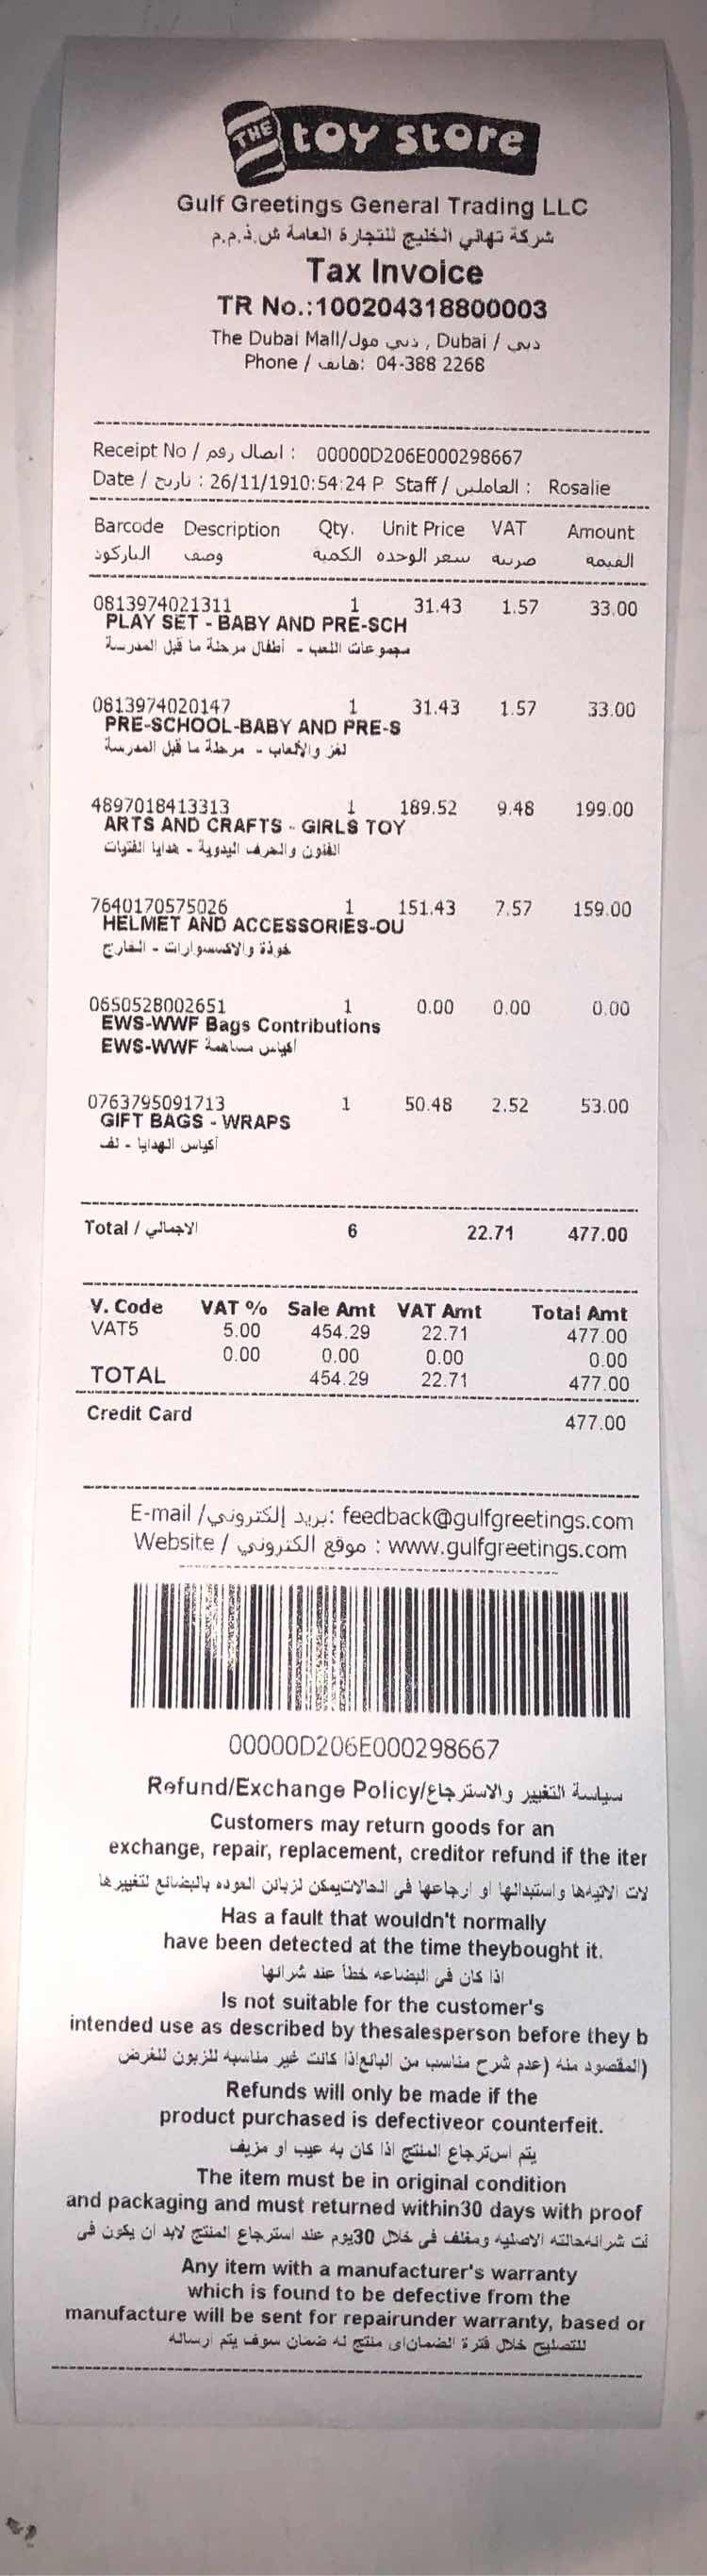 THE toy store
Gulf Greetings General Trading LLC
شركة تهاني الخليج للتجارة العامة ش.ذ.م.م
Tax Invoice
TR No.:100204318800003
The Dubai Mall/دبي مول , Dubai / دبي
Phone / هاتف: 04-388 2268
Receipt No / ايصال رقم : 00000D206E000298667
Date / تاريخ : 26/11/1910:54:24 P Staff / العاملين : Rosalie
Barcode Description Qty. Unit Price VAT Amount
الباركود وصف الكمية سعر الوحده ضريبه القيمه
0813974021311 1 31.43 1.57 33.00
PLAY SET - BABY AND PRE-SCH
مجموعات اللعب - أطفال مرحلة ما قبل المدرسة
0813974020147 1 31.43 1.57 33.00
PRE-SCHOOL-BABY AND PRE-S
لغز والألعاب - مرحلة ما قبل المدرسة
4897018413313 1 189.52 9.48 199.00
ARTS AND CRAFTS - GIRLS TOY
الفنون والحرف اليدوية - هدايا الفتيات
7640170575026 1 151.43 7.57 159.00
HELMET AND ACCESSORIES-OU
خوذة والاكسسوارات - الخارج
0650528002651 1 0.00 0.00 0.00
EWS-WWF Bags Contributions
EWS-WWF أكياس مساهمة
0763795091713 1 50.48 2.52 53.00
GIFT BAGS - WRAPS
أكياس الهدايا - لف
Total / الاجمالي 6 22.71 477.00
V. Code VAT % Sale Amt VAT Amt Total Amt
VAT5 5.00 454.29 22.71 477.00
0.00 0.00 0.00 0.00
TOTAL 454.29 22.71 477.00
Credit Card 477.00
E-mail /بريد إلكتروني: feedback@gulfgreetings.com
Website / موقع الكتروني : www.gulfgreetings.com
00000D206E000298667
Refund/Exchange Policy/سياسة التغيير والاسترجاع
Customers may return goods for an
exchange, repair, replacement, creditor refund if the iter
لات الاتيهها واستبدالها او ارجاعها فى الحالاتيمكن لزبائن العوده بالبضائع لتغييرها
Has a fault that wouldn't normally
have been detected at the time theybought it.
اذا كان فى البضاعه خطأ عند شرائها
Is not suitable for the customer's
intended use as described by thesalesperson before they b
(المقصود منه (عدم شرح مناسب من البائعاذا كانت غير مناسبه للزبون للغرض
Refunds will only be made if the
product purchased is defectiveor counterfeit.
يتم استرجاع المنتج اذا كان به عيب او مزيف
The item must be in original condition
and packaging and must returned within30 days with proof
ئت شرائهحالته الاصليه ومغلف فى خلال 30يوم عند استرجاع المنتج لابد ان يكون فى
Any item with a manufacturer's warranty
which is found to be defective from the
manufacture will be sent for repairunder warranty, based or
للتصليح خلال فترة الضماناى منتج له ضمان سوف يتم ارساله